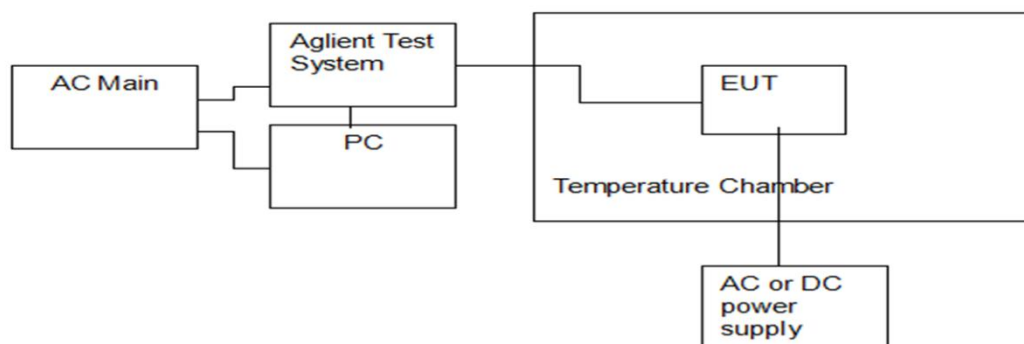 AC Main
Aglient Test
System
PC
EUT
Temperature Chamber
AC or DC
power
supply